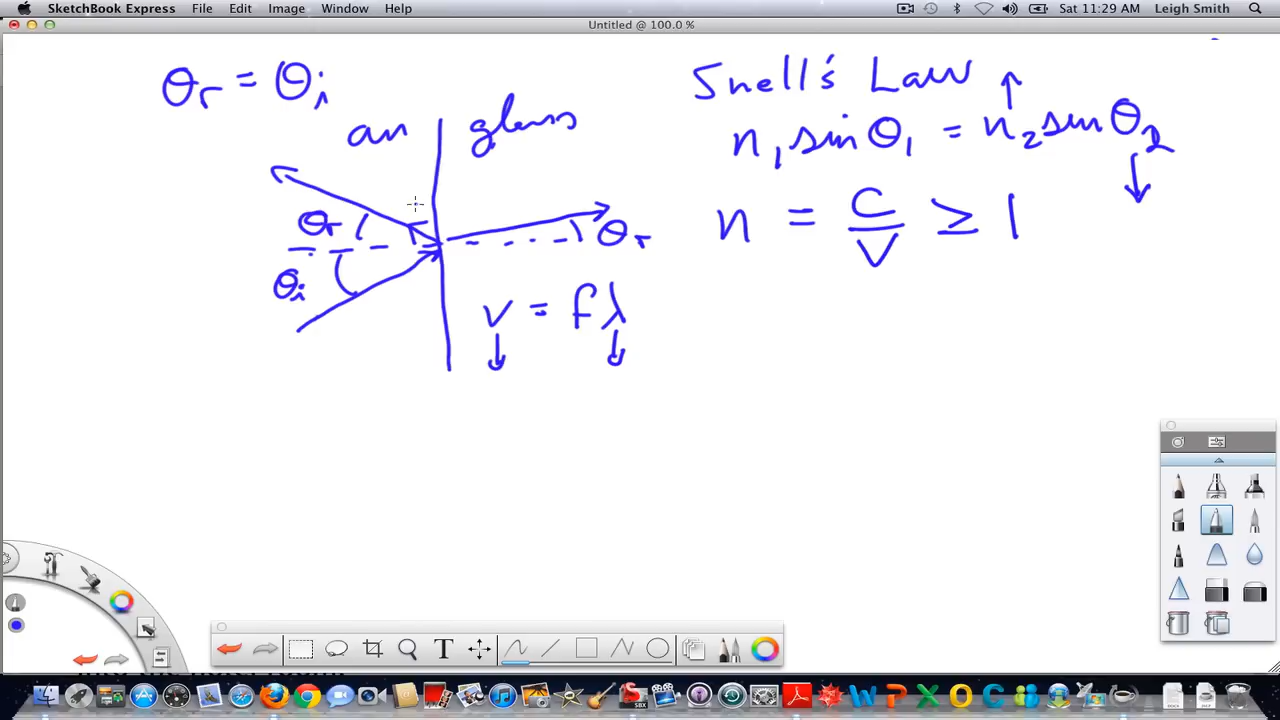 SketchBook Express File Edit Image Window Help Sat 11:29 AM Leigh Smith
Untitled @ 100.0 %
θr = θi
air glass
θr
θi
θr
v = fλ
Snell's Law
n₁ sin θ₁ = n₂ sin θ₂
n = c/v ≥ 1
T